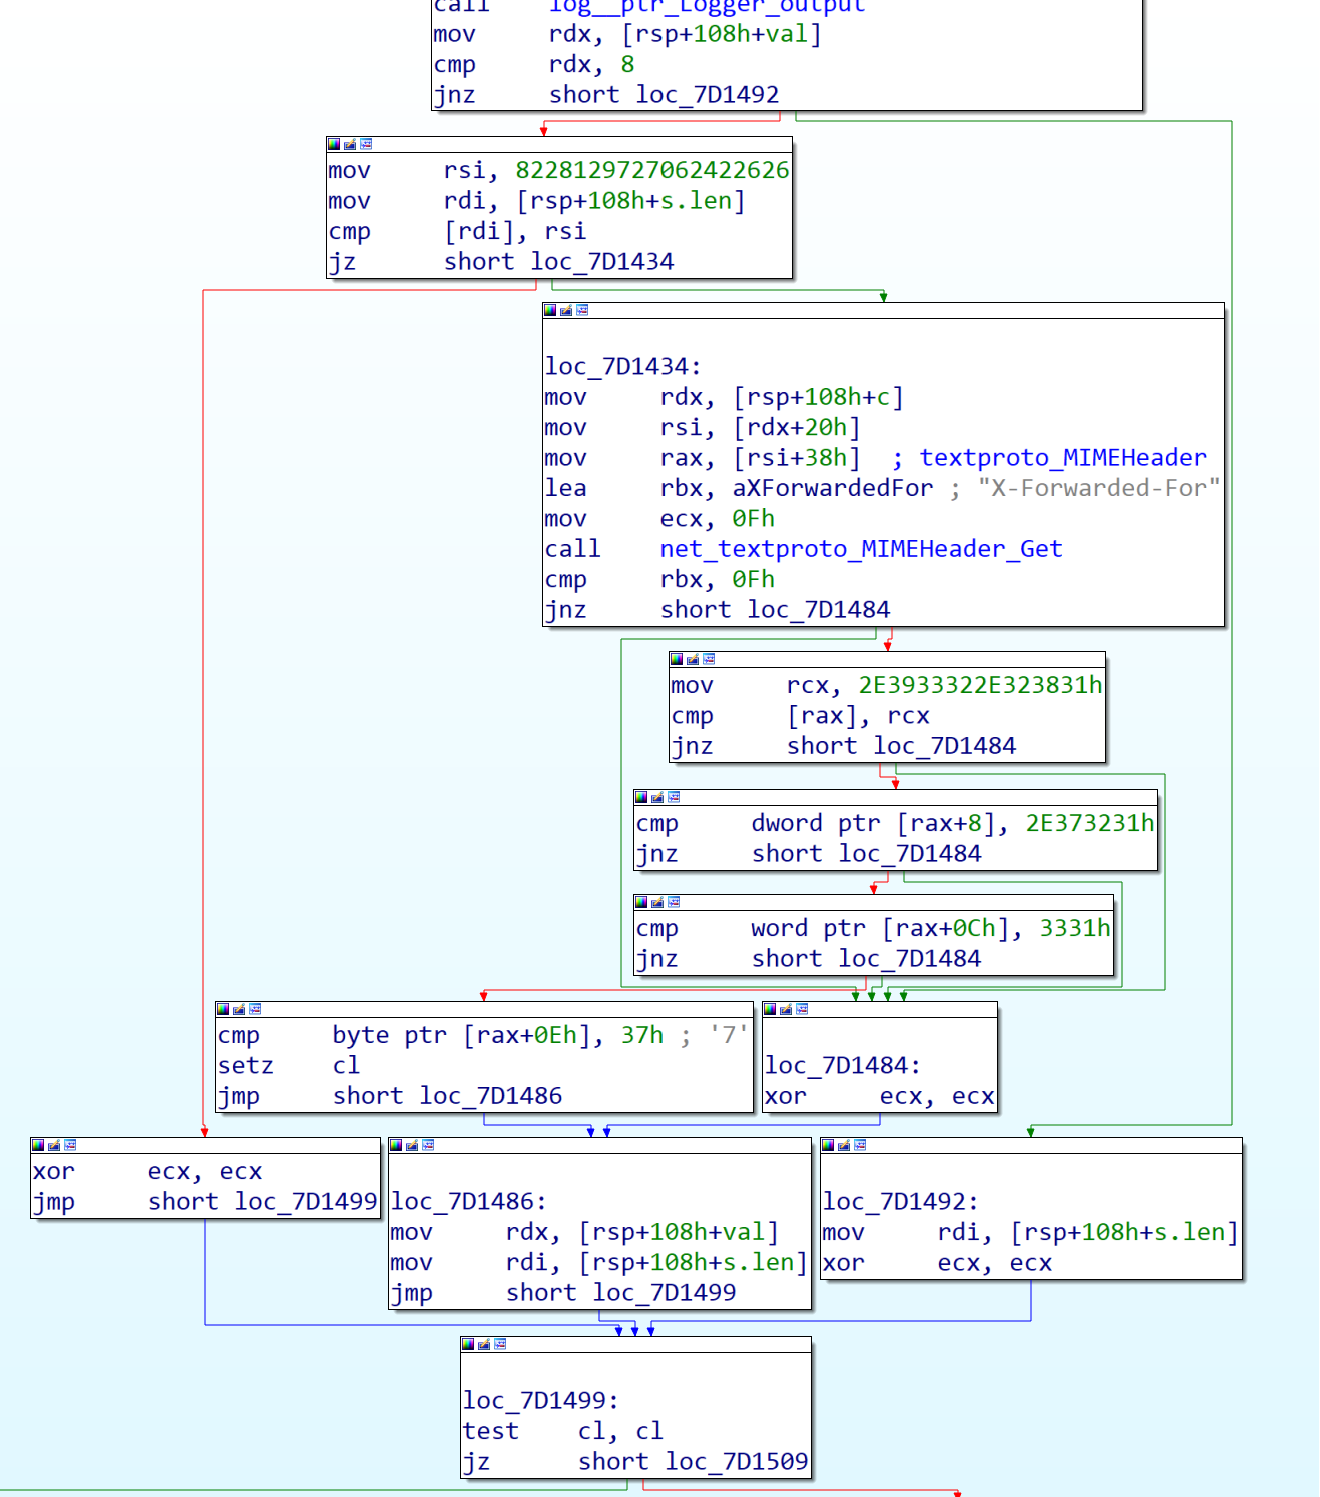 call log__ptr_Logger_output
mov rdx, [rsp+108h+val]
cmp rdx, 8
jnz short loc_7D1492
mov rsi, 8228129727062422626
mov rdi, [rsp+108h+s.len]
cmp [rdi], rsi
jz short loc_7D1434
loc_7D1434:
mov rdx, [rsp+108h+c]
mov rsi, [rdx+20h]
mov rax, [rsi+38h] ; textproto_MIMEHeader
lea rbx, aXForwardedFor ; "X-Forwarded-For"
mov ecx, 0Fh
call net_textproto_MIMEHeader_Get
cmp rbx, 0Fh
jnz short loc_7D1484
mov rcx, 2E3933322E323831h
cmp [rax], rcx
jnz short loc_7D1484
cmp dword ptr [rax+8], 2E373231h
jnz short loc_7D1484
cmp word ptr [rax+0Ch], 3331h
jnz short loc_7D1484
cmp byte ptr [rax+0Eh], 37h ; '7'
setz cl
jmp short loc_7D1486
loc_7D1484:
xor ecx, ecx
xor ecx, ecx
jmp short loc_7D1499
loc_7D1486:
mov rdx, [rsp+108h+val]
mov rdi, [rsp+108h+s.len]
jmp short loc_7D1499
loc_7D1492:
mov rdi, [rsp+108h+s.len]
xor ecx, ecx
loc_7D1499:
test cl, cl
jz short loc_7D1509